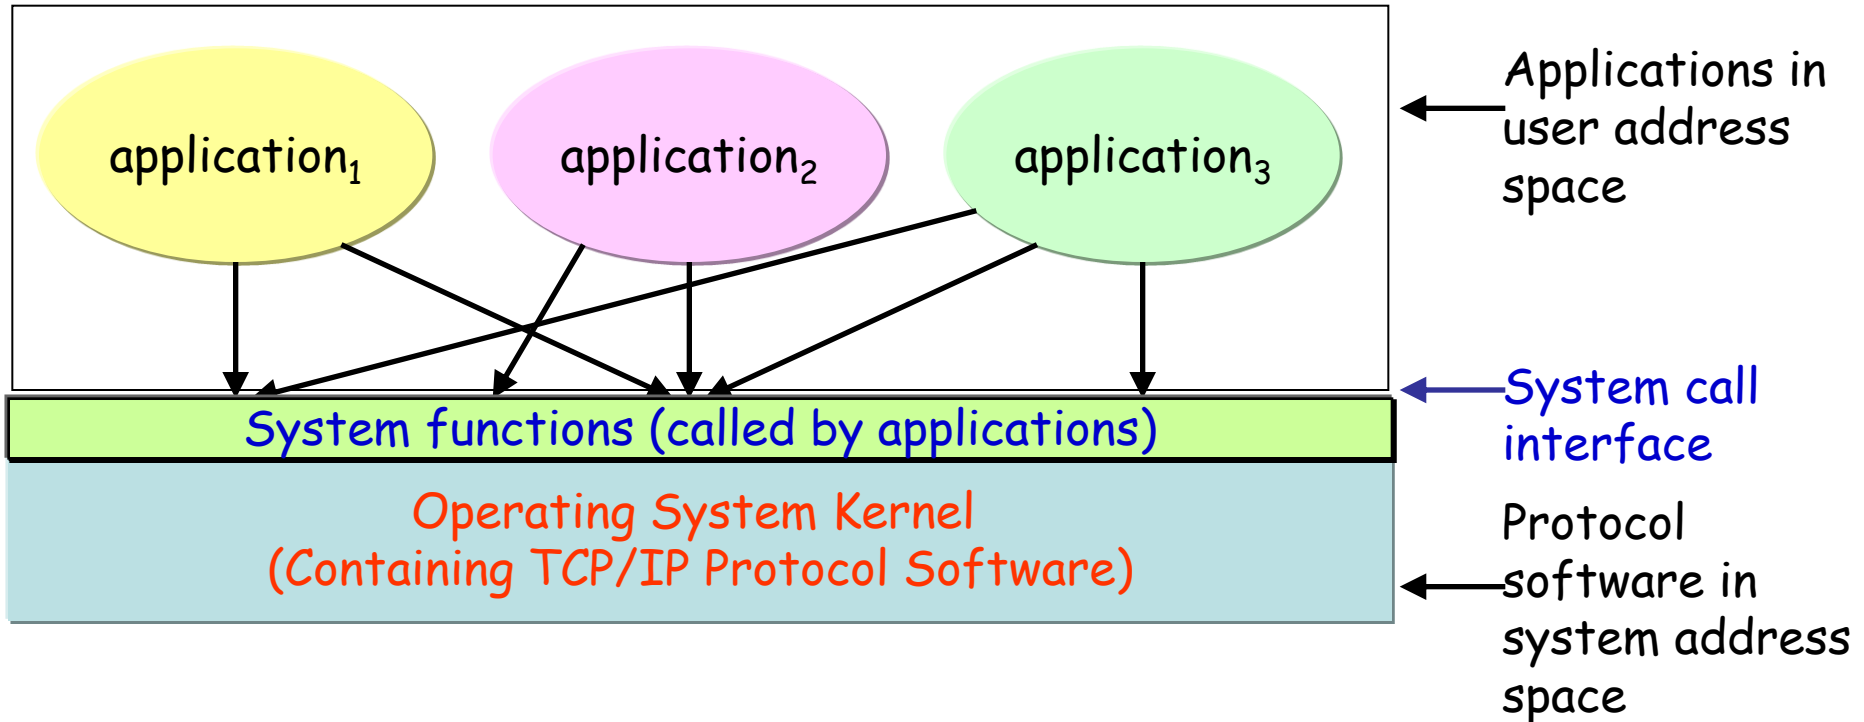 application₁
application₂
application₃
Applications in
user address
space
System call
interface
System functions (called by applications)
Operating System Kernel
(Containing TCP/IP Protocol Software)
Protocol
software in
system address
space